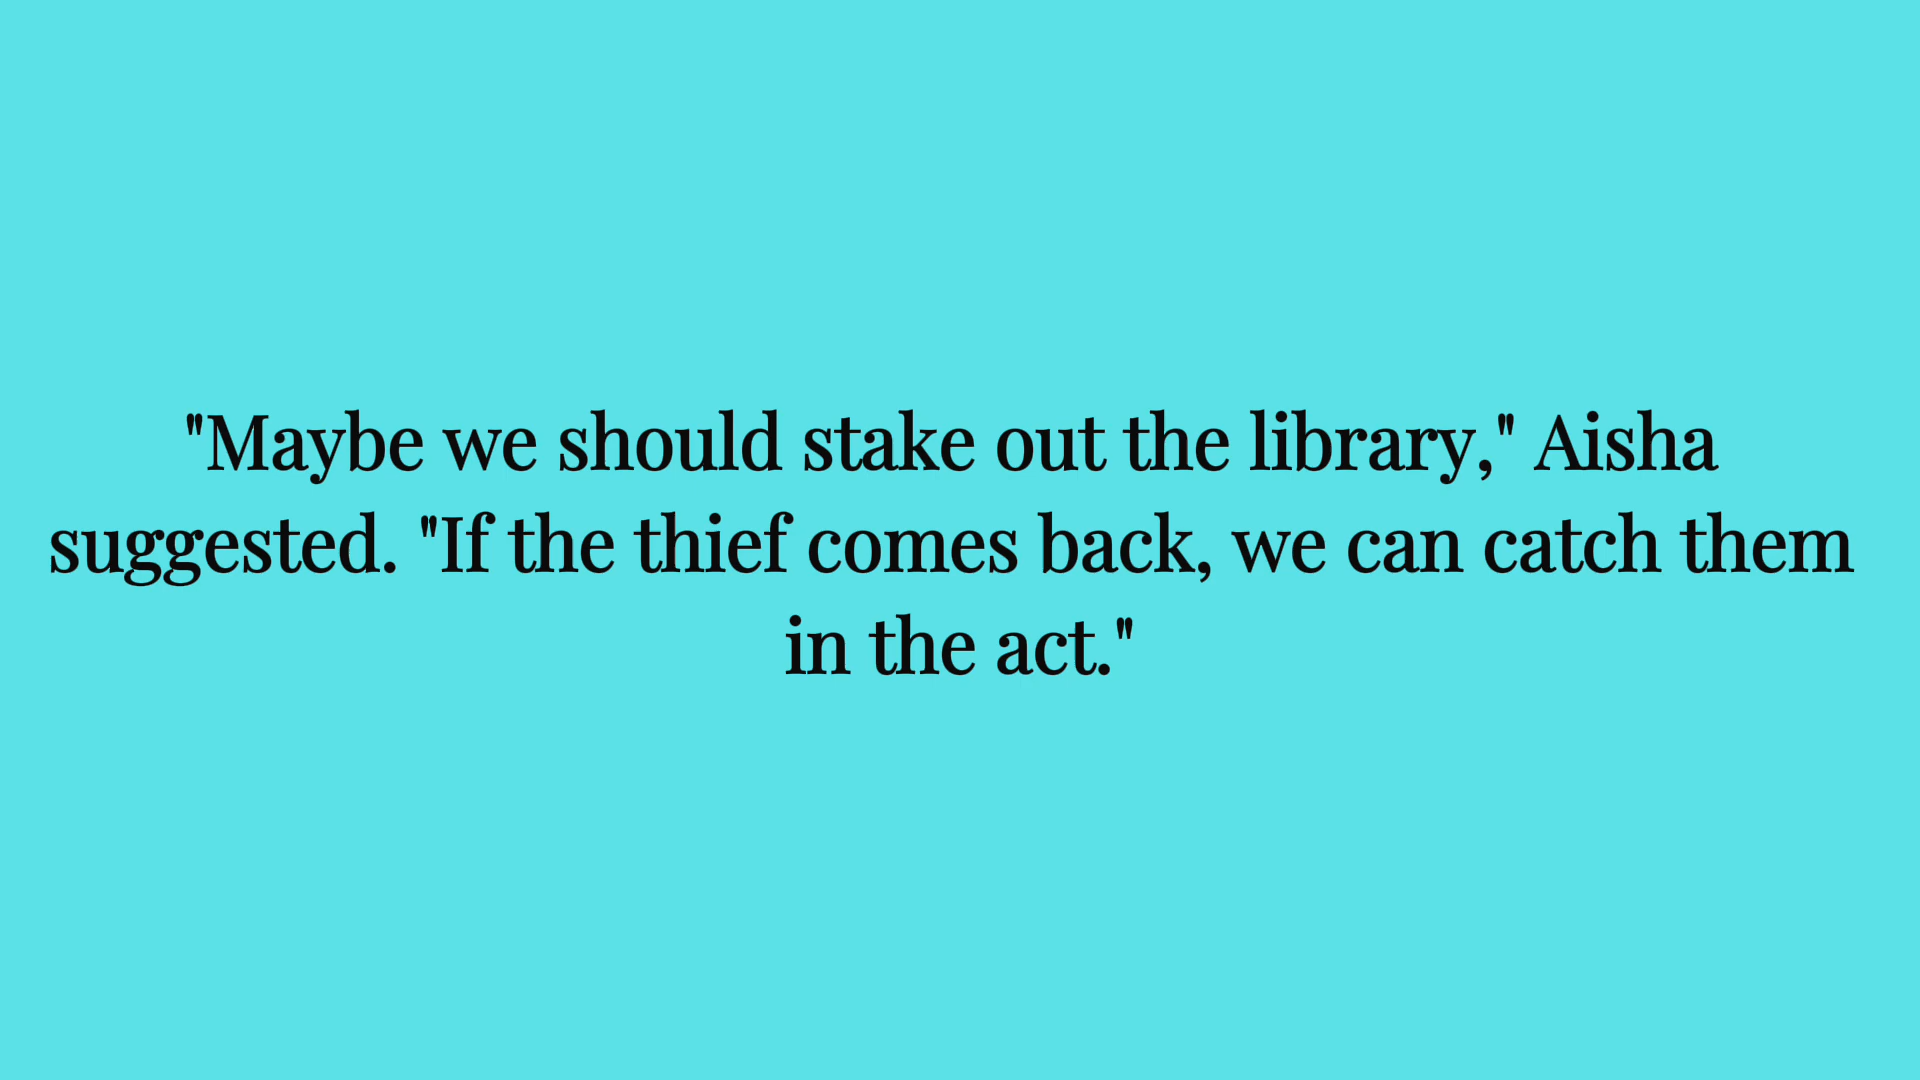 "Maybe we should stake out the library," Aisha
suggested. "If the thief comes back, we can catch them
in the act."